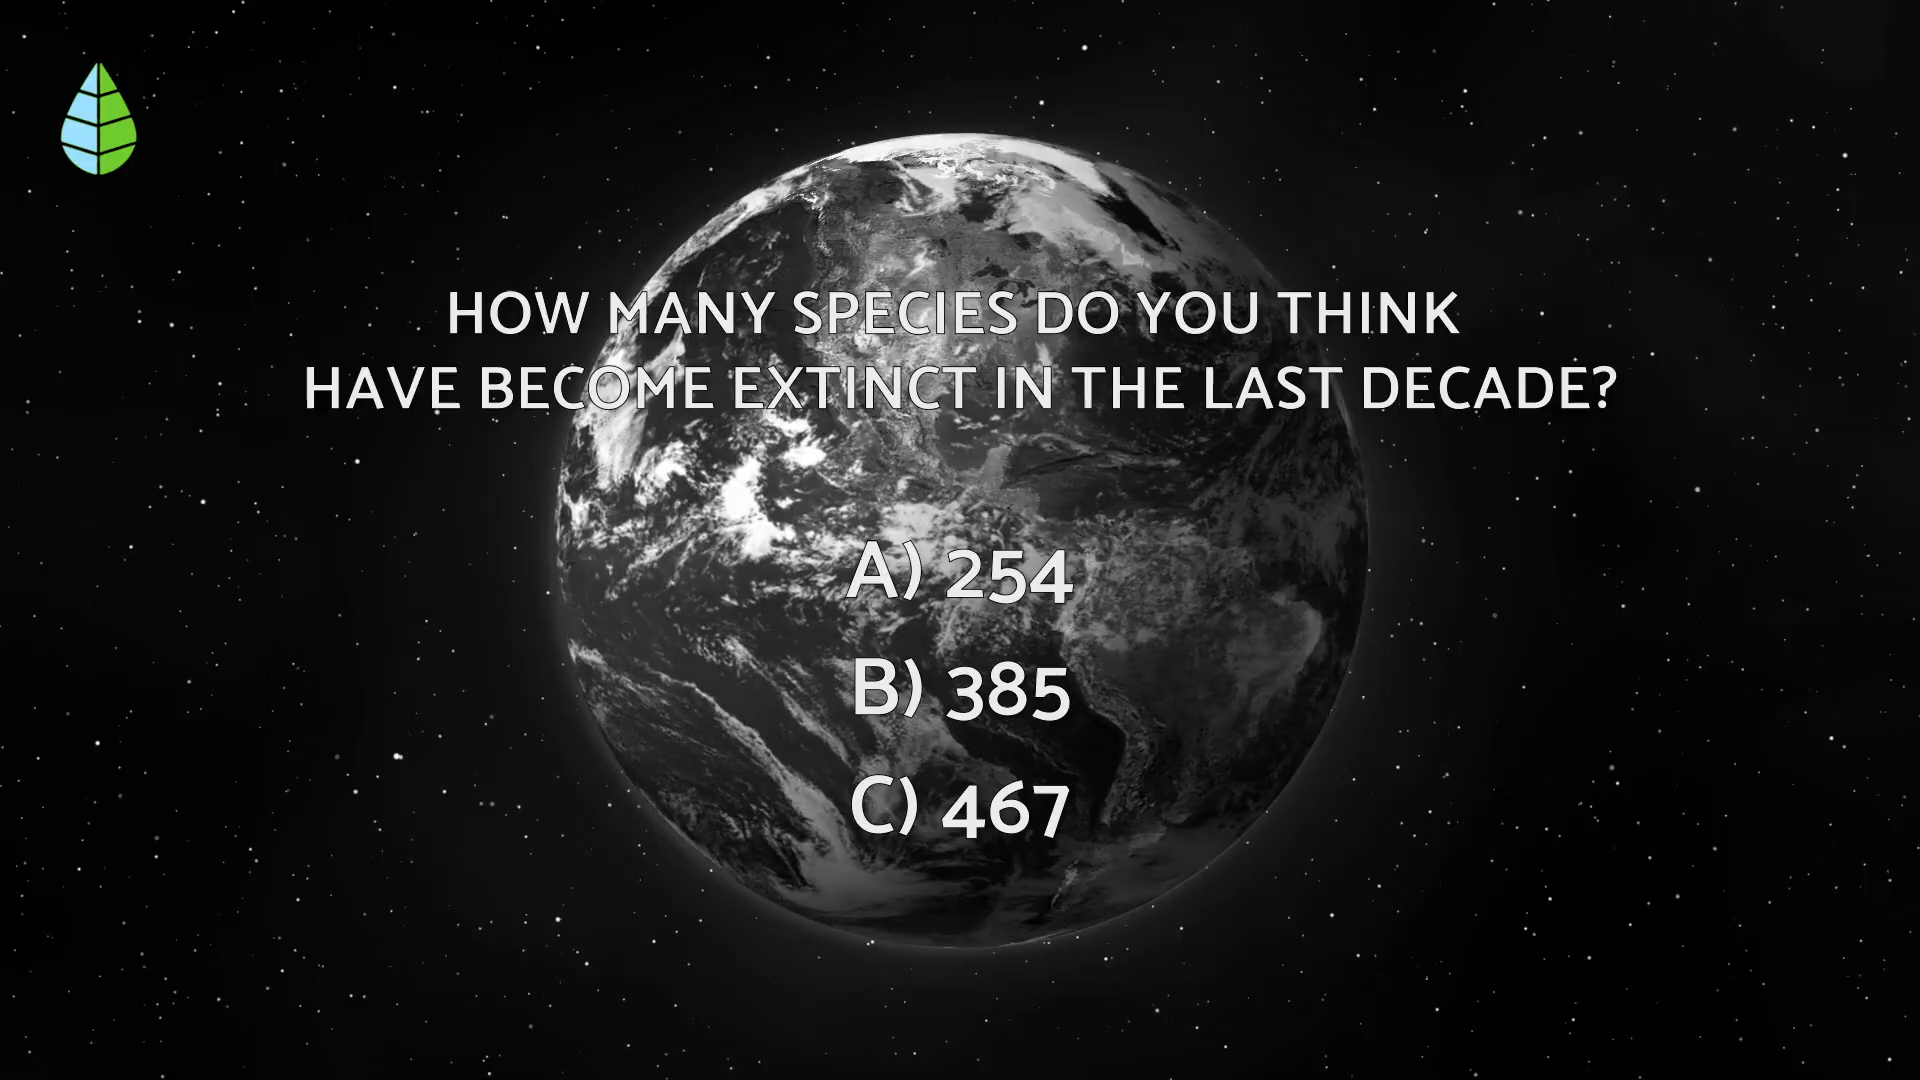 HOW MANY SPECIES DO YOU THINK
HAVE BECOME EXTINCT IN THE LAST DECADE?
A) 254
B) 385
C) 467